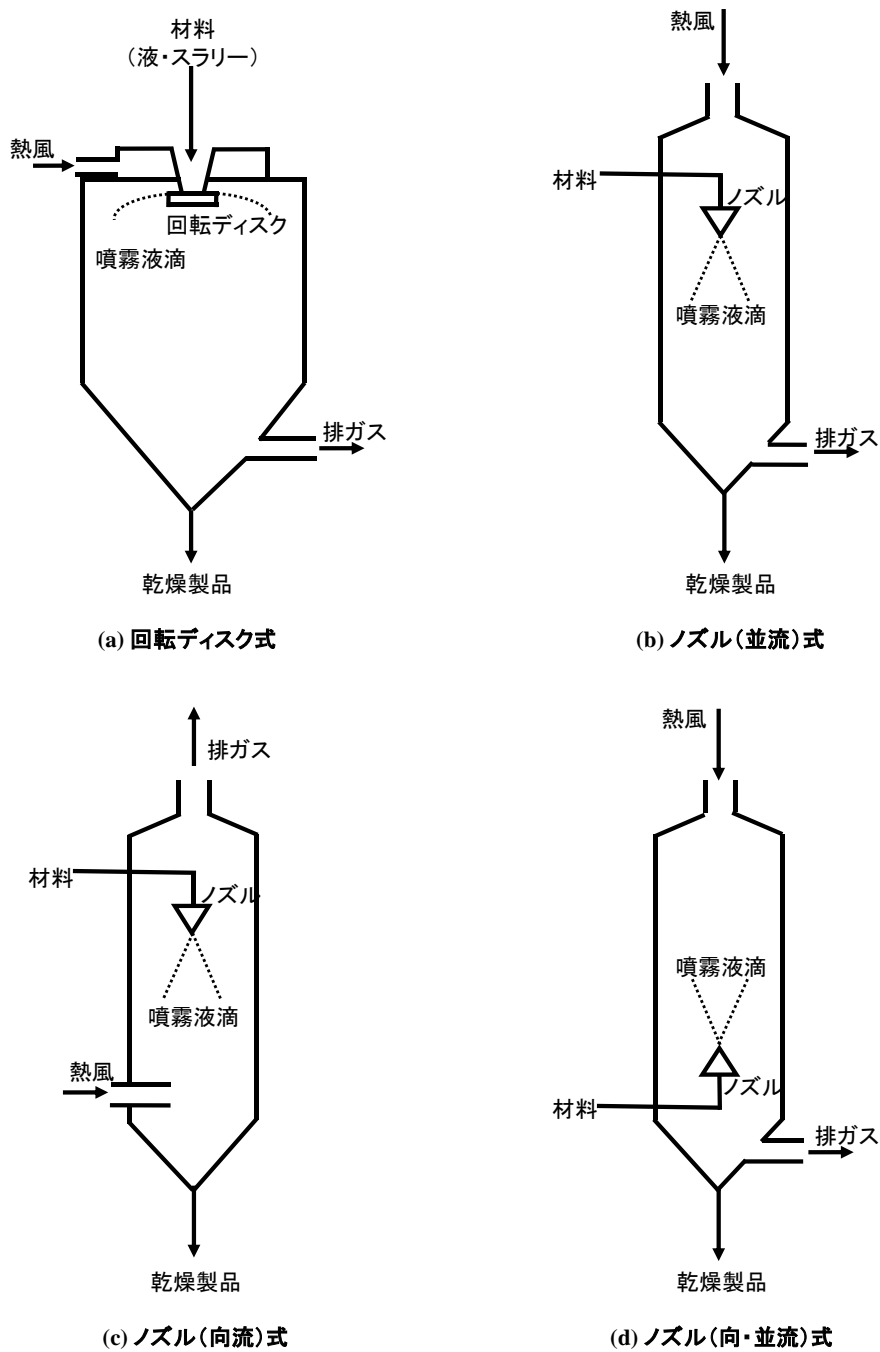 材料
（液・スラリー）
熱風
回転ディスク
噴霧液滴
排ガス
乾燥製品
(a) 回転ディスク式
熱風
材料
ノズル
噴霧液滴
排ガス
乾燥製品
(b) ノズル（並流）式
排ガス
材料
ノズル
噴霧液滴
熱風
乾燥製品
(c) ノズル（向流）式
熱風
噴霧液滴
ノズル
材料
排ガス
乾燥製品
(d) ノズル（向・並流）式